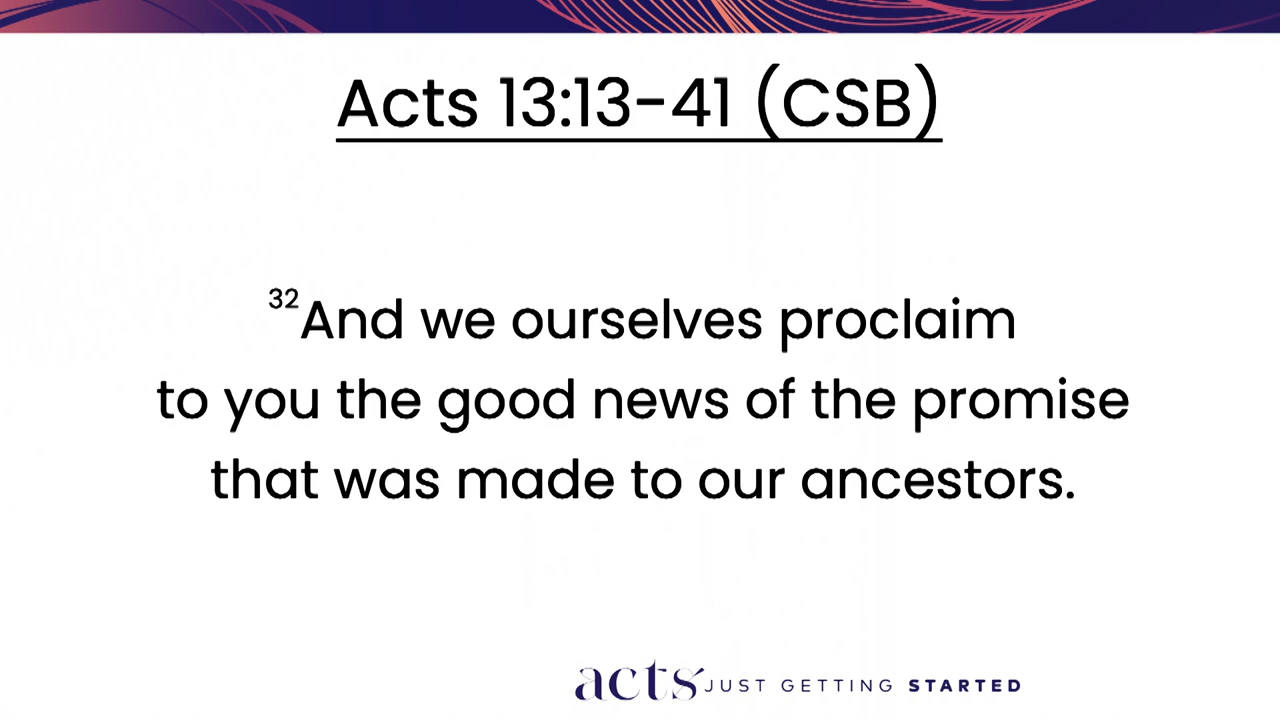 Acts 13:13-41 (CSB)
32And we ourselves proclaim
to you the good news of the promise
that was made to our ancestors.
acts JUST GETTING STARTED